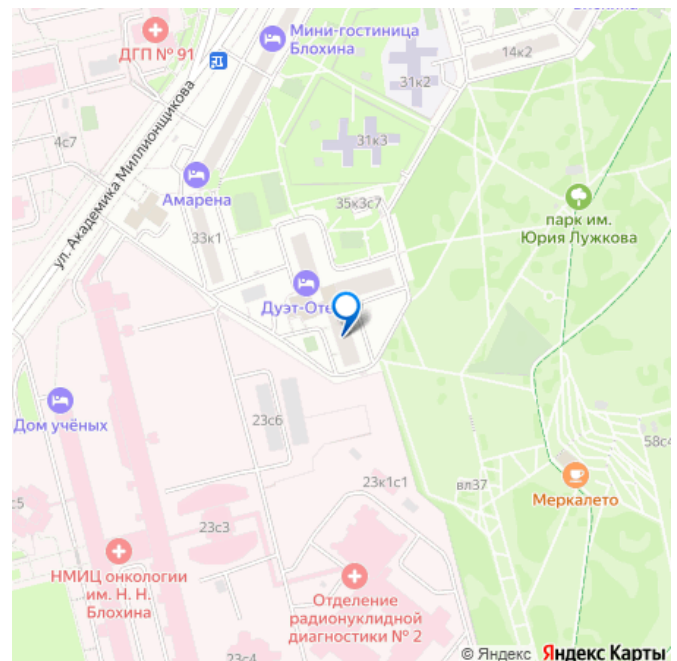 Мини-гостиница
Блохина
ДГП № 91
14к2
31к2
4с7
ул. Академика Миллионщикова
31к3
Амарена
35к3с7
парк им.
Юрия Лужкова
33к1
Дуэт-Оте
Дом учёных
23с6
58с4
23к1с1
вл37
с5
Меркалето
23с3
НМИЦ онкологии
им. Н. Н.
Блохина
Отделение
радионуклидной
диагностики № 2
23с4
© Яндекс Яндекс Карты